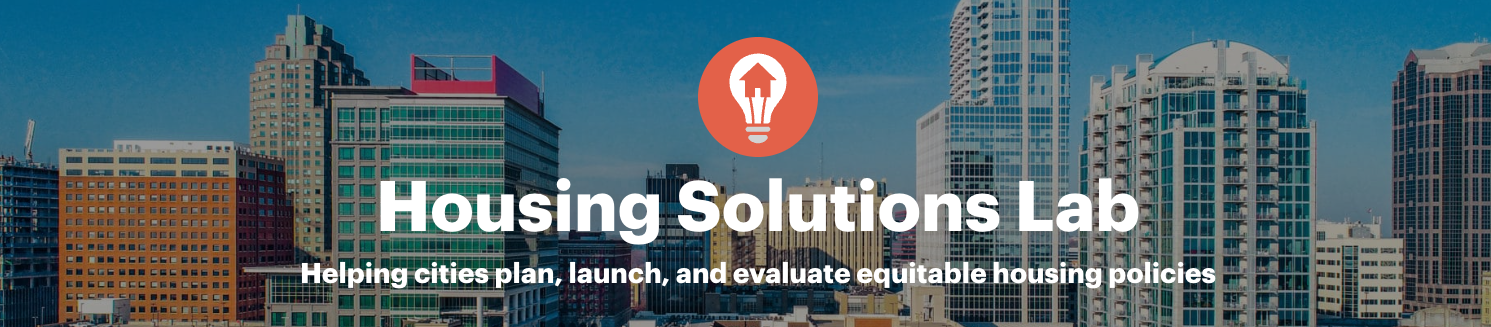 Housing Solutions Lab
Helping cities plan, launch, and evaluate equitable housing policies